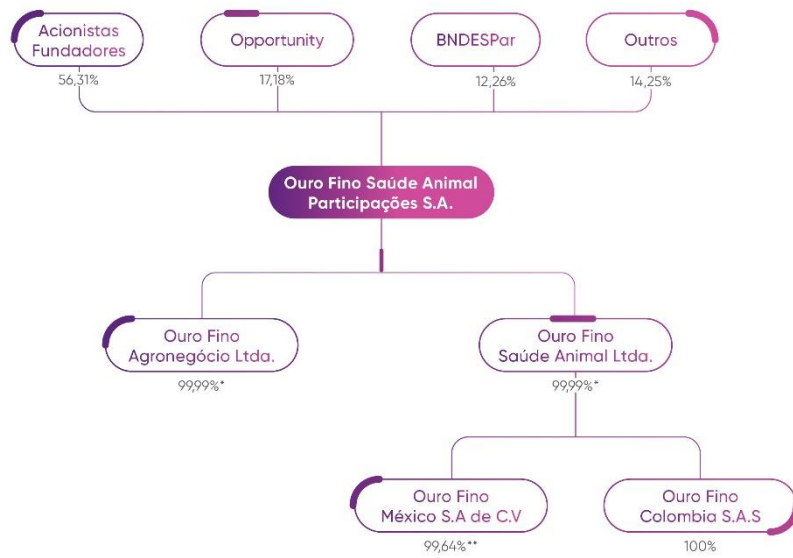 Acionistas
Fundadores
Opportunity
BNDESPar
Outros
56,31%
17,18%
12,26%
14,25%
Ouro Fino Saúde Animal
Participações S.A.
Ouro Fino
Agronegócio Ltda.
Ouro Fino
Saúde Animal Ltda.
99,99%*
99,99%*
Ouro Fino
México S.A de C.V
Ouro Fino
Colombia S.A.S
99,64%**
100%